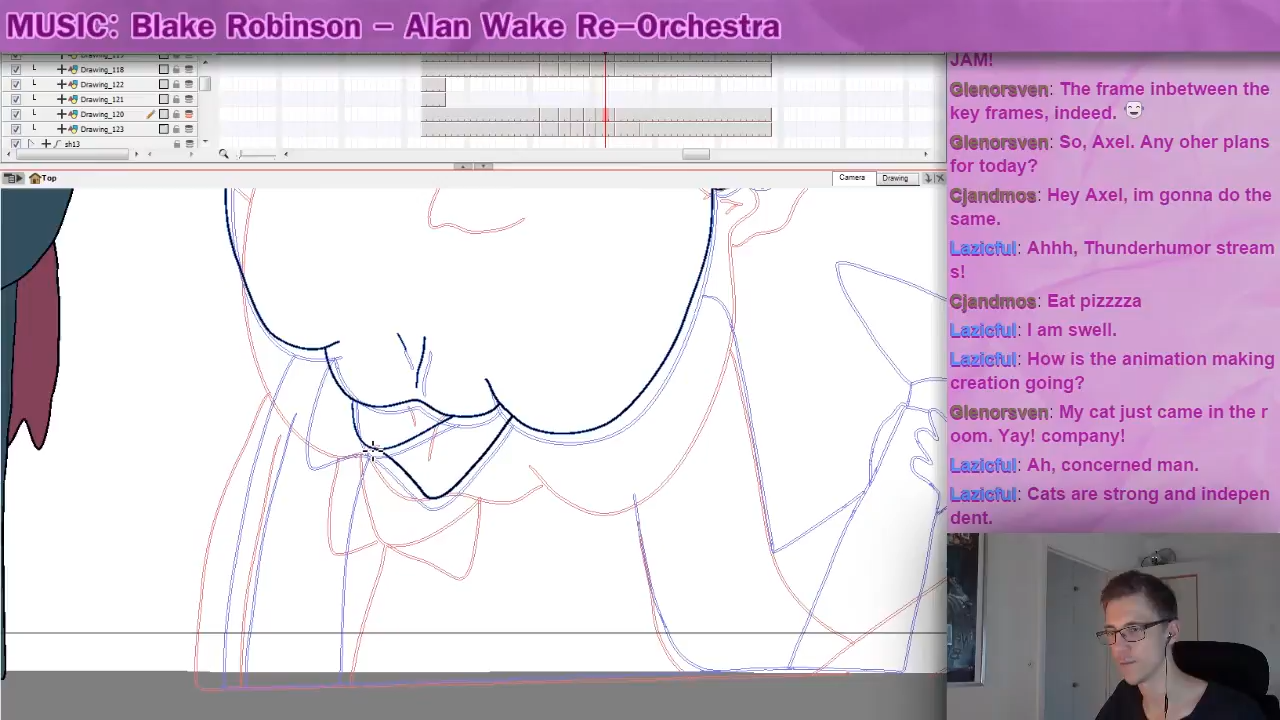 MUSIC: Blake Robinson - Alan Wake Re-Orchestra
Drawing_118
Drawing_122
Drawing_121
Drawing_120
Drawing_123
sh13
Top
Camera
Drawing
JAM!
Glenorsven: The frame inbetween the
key frames, indeed.
Glenorsven: So, Axel. Any oher plans
for today?
Cjandmos: Hey Axel, im gonna do the
same.
Lazicful: Ahhh, Thunderhumor stream
s!
Cjandmos: Eat pizzzza
Lazicful: I am swell.
Lazicful: How is the animation making
creation going?
Glenorsven: My cat just came in the r
oom. Yay! company!
Lazicful: Ah, concerned man.
Lazicful: Cats are strong and indepen
dent.